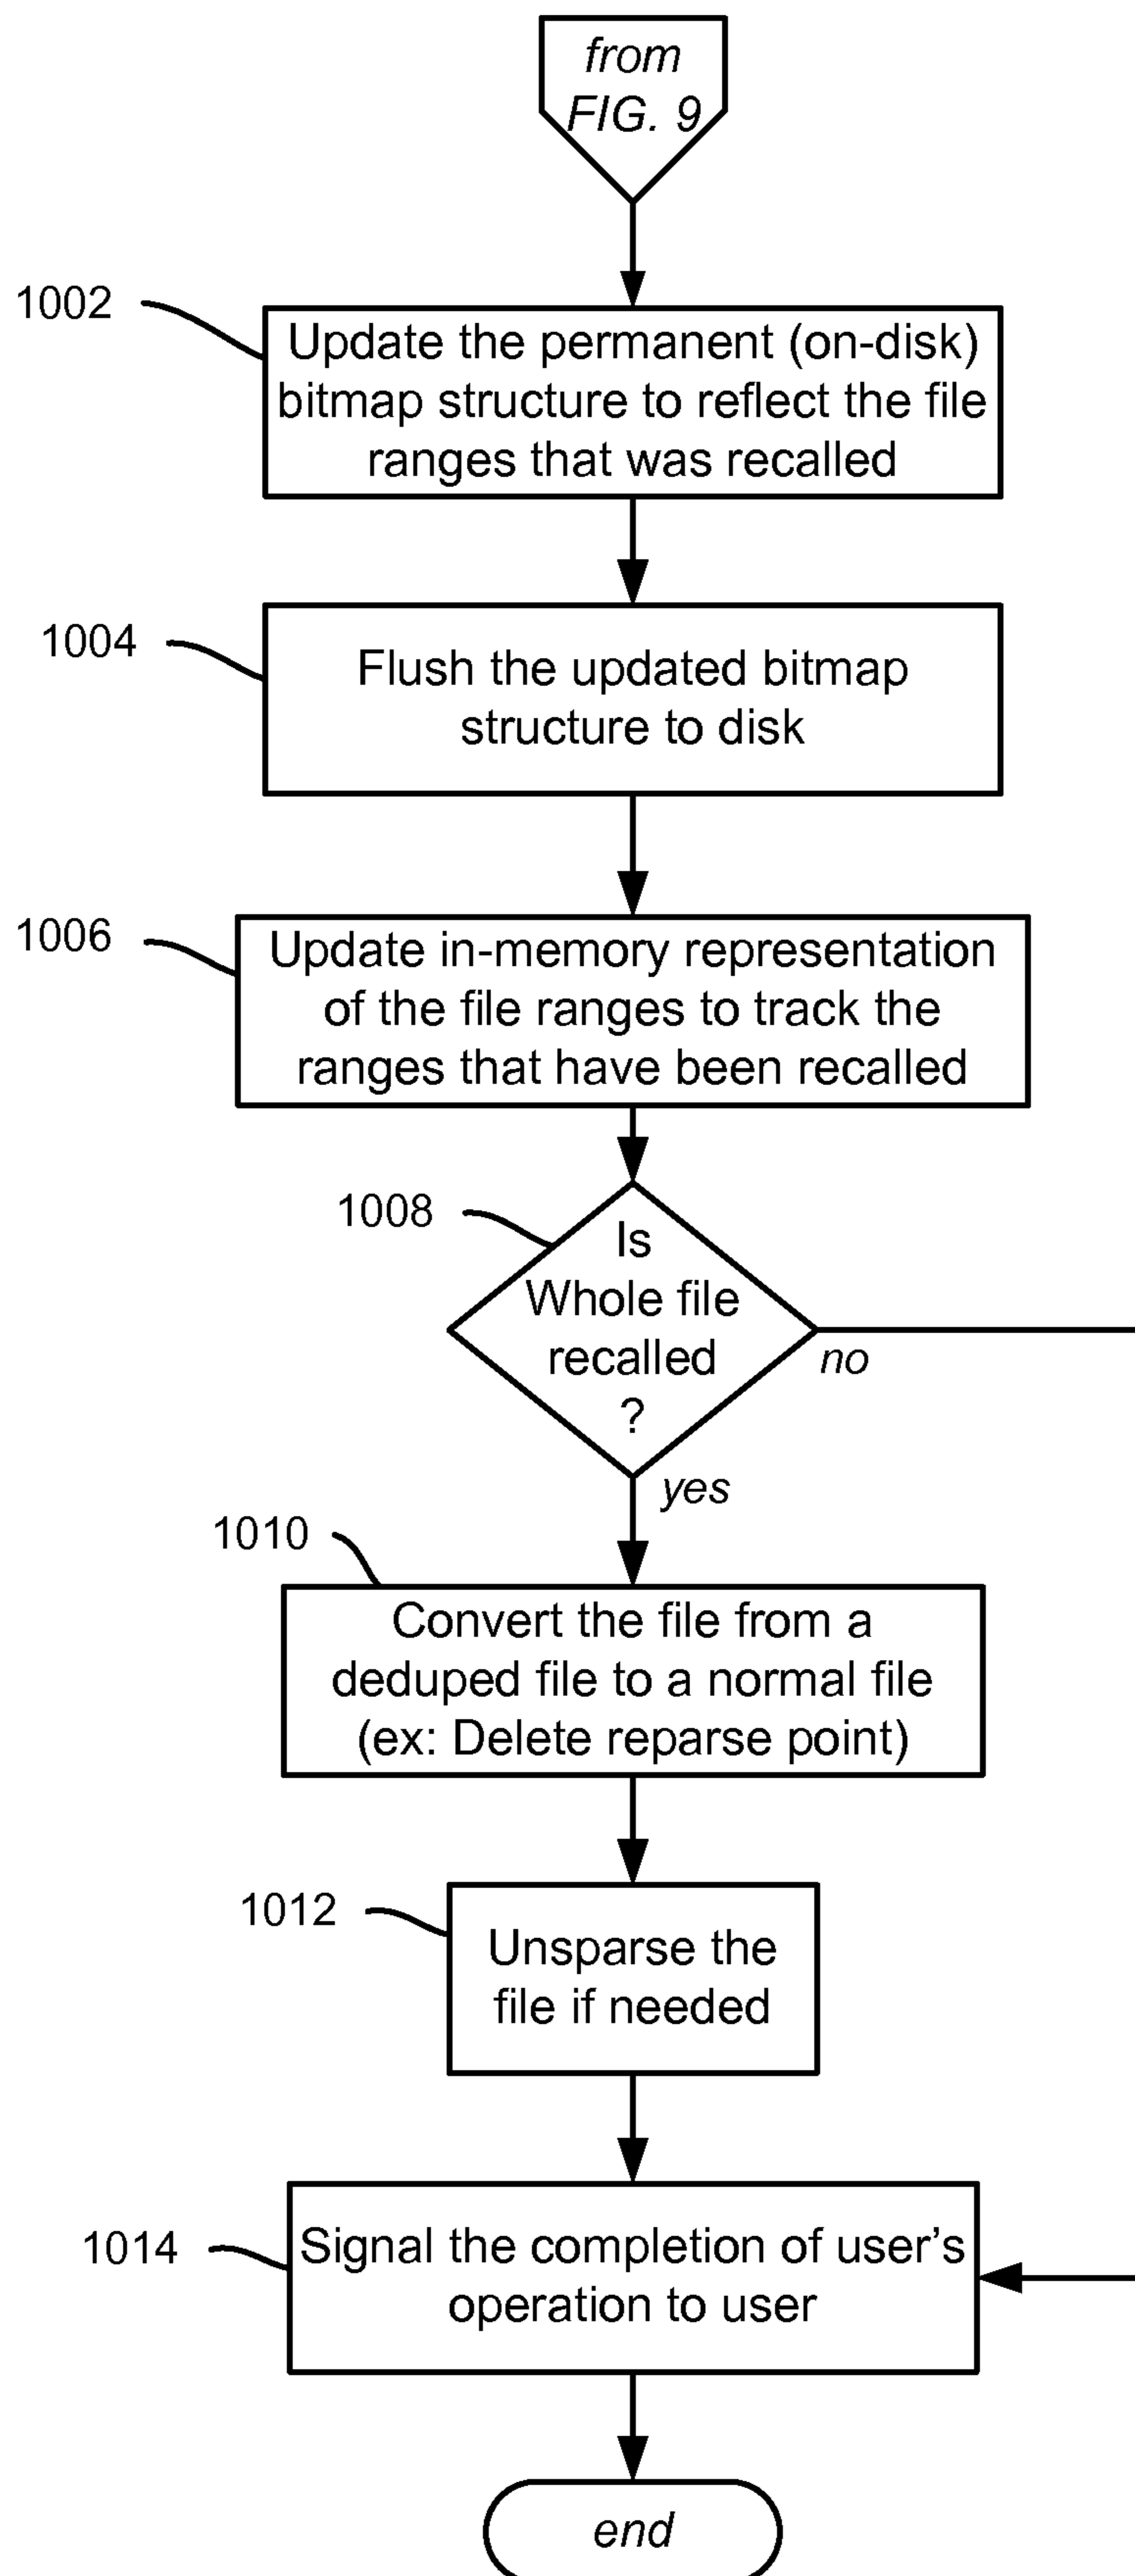 from
FIG. 9
1002
Update the permanent (on-disk)
bitmap structure to reflect the file
ranges that was recalled
1004
Flush the updated bitmap
structure to disk
1006
Update in-memory representation
of the file ranges to track the
ranges that have been recalled
1008
Is
Whole file
recalled
?
no
yes
1010
Convert the file from a
deduped file to a normal file
(ex: Delete reparse point)
1012
Unsparse the
file if needed
1014
Signal the completion of user's
operation to user
end